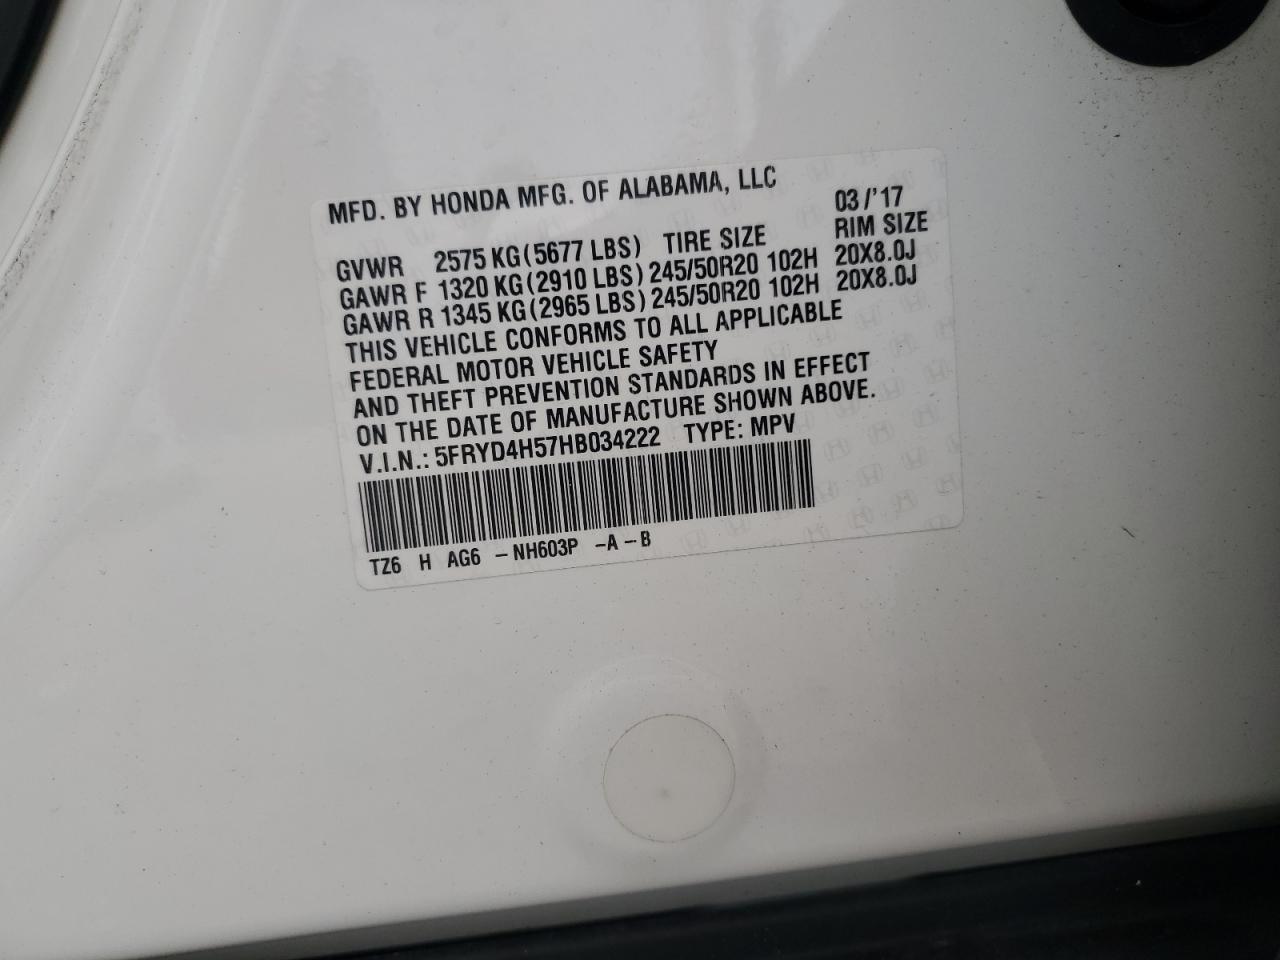 MFD. BY HONDA MFG. OF ALABAMA, LLC 03/'17
GVWR 2575 KG(5677 LBS) TIRE SIZE RIM SIZE
GAWR F 1320 KG(2910 LBS) 245/50R20 102H 20X8.0J
GAWR R 1345 KG(2965 LBS) 245/50R20 102H 20X8.0J
THIS VEHICLE CONFORMS TO ALL APPLICABLE
FEDERAL MOTOR VEHICLE SAFETY
AND THEFT PREVENTION STANDARDS IN EFFECT
ON THE DATE OF MANUFACTURE SHOWN ABOVE.
V.I.N.: 5FRYD4H57HB034222 TYPE: MPV
TZ6 H AG6 -NH603P -A-B